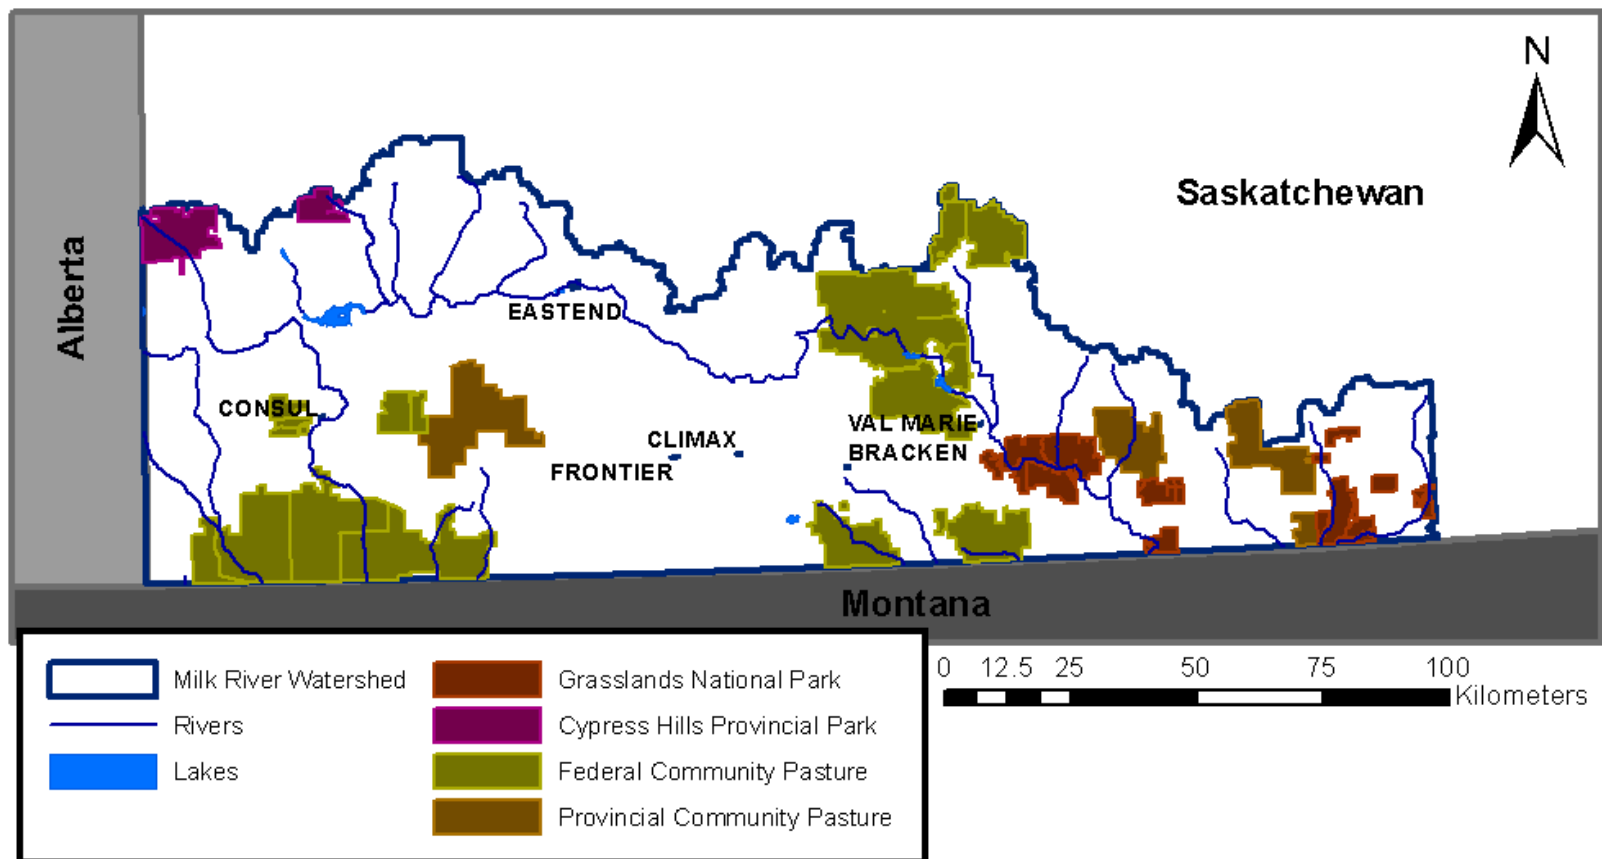 N
Saskatchewan
Alberta
EASTEND
CONSUL
CLIMAX
VAL MARIE
BRACKEN
FRONTIER
Montana
Milk River Watershed
Rivers
Lakes
Grasslands National Park
Cypress Hills Provincial Park
Federal Community Pasture
Provincial Community Pasture
0 12.5 25 50 75 100
Kilometers